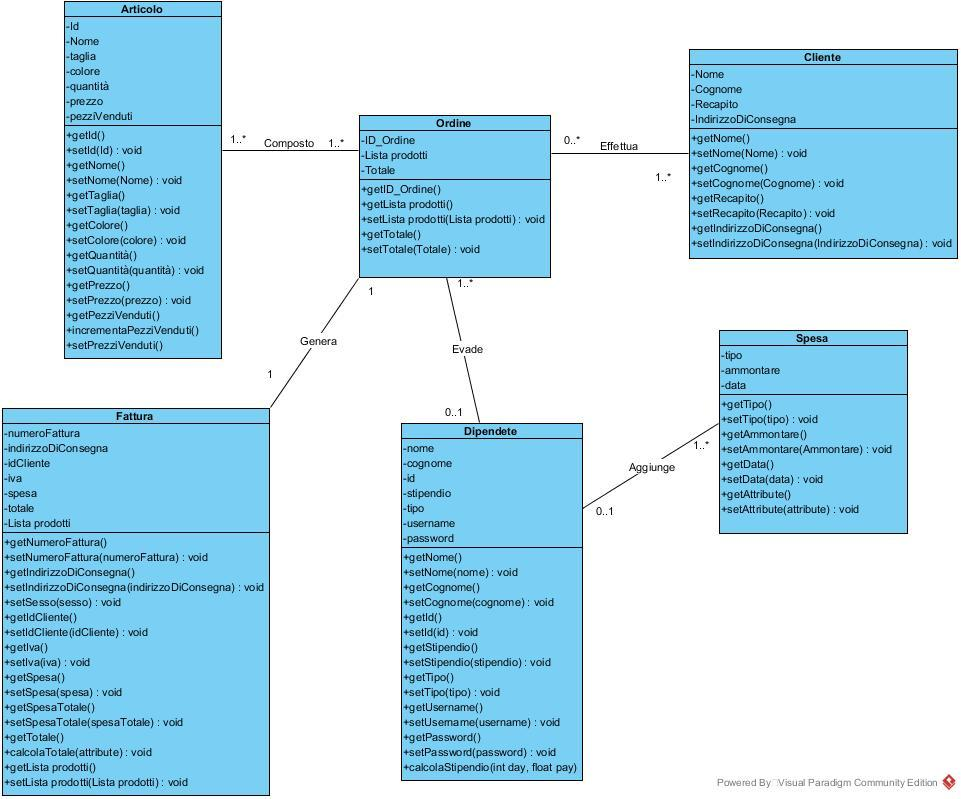 Articolo
-Id
-Nome
-taglia
-colore
-quantità
-prezzo
-pezziVenduti
+getId()
+setId(Id) : void
+getNome()
+setNome(Nome) : void
+getTaglia()
+setTaglia(taglia) : void
+getColore()
+setColore(colore) : void
+getQuantità()
+setQuantità(quantità) : void
+getPrezzo()
+setPrezzo(prezzo) : void
+getPezziVenduti()
+incrementaPezziVenduti()
+setPrezziVenduti()
1..* Composto 1..*
Ordine
-ID_Ordine
-Lista prodotti
-Totale
+getID_Ordine()
+getLista prodotti()
+setLista prodotti(Lista prodotti) : void
+getTotale()
+setTotale(Totale) : void
0..* Effettua 1..*
Cliente
-Nome
-Cognome
-Recapito
-IndirizzoDiConsegna
+getNome()
+setNome(Nome) : void
+getCognome()
+setCognome(Cognome) : void
+getRecapito()
+setRecapito(Recapito) : void
+getIndirizzoDiConsegna()
+setIndirizzoDiConsegna(IndirizzoDiConsegna) : void
1
Genera
1
1..*
Evade
0..1
Fattura
-numeroFattura
-indirizzoDiConsegna
-idCliente
-iva
-spesa
-totale
-Lista prodotti
+getNumeroFattura()
+setNumeroFattura(numeroFattura) : void
+getIndirizzoDiConsegna()
+setIndirizzoDiConsegna(indirizzoDiConsegna) : void
+setSesso(sesso) : void
+getIdCliente()
+setIdCliente(idCliente) : void
+getIva()
+setIva(iva) : void
+getSpesa()
+setSpesa(spesa) : void
+getSpesaTotale()
+setSpesaTotale(spesaTotale) : void
+getTotale()
+calcolaTotale(attribute) : void
+getLista prodotti()
+setLista prodotti(Lista prodotti) : void
Dipendete
-nome
-cognome
-id
-stipendio
-tipo
-username
-password
+getNome()
+setNome(nome) : void
+getCognome()
+setCognome(cognome) : void
+getId()
+setId(id) : void
+getStipendio()
+setStipendio(stipendio) : void
+getTipo()
+setTipo(tipo) : void
+getUsername()
+setUsername(username) : void
+getPassword()
+setPassword(password) : void
+calcolaStipendio(int day, float pay)
0..1
Aggiunge
1..*
Spesa
-tipo
-ammontare
-data
+getTipo()
+setTipo(tipo) : void
+getAmmontare()
+setAmmontare(Ammontare) : void
+getData()
+setData(data) : void
+getAttribute()
+setAttribute(attribute) : void
Powered By Visual Paradigm Community Edition